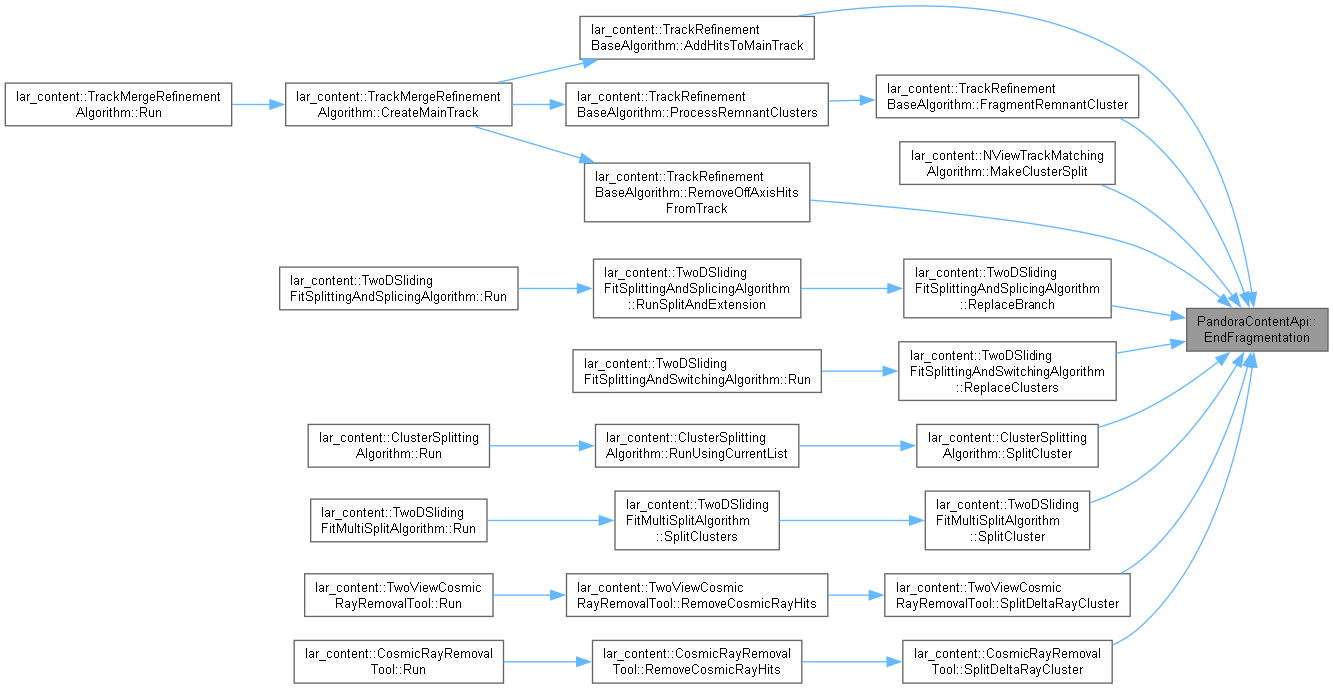 lar_content::TrackRefinement
BaseAlgorithm::AddHitsToMainTrack
lar_content::TrackMergeRefinement
Algorithm::Run
lar_content::TrackMergeRefinement
Algorithm::CreateMainTrack
lar_content::TrackRefinement
BaseAlgorithm::ProcessRemnantClusters
lar_content::TrackRefinement
BaseAlgorithm::FragmentRemnantCluster
lar_content::NViewTrackMatching
Algorithm::MakeClusterSplit
lar_content::TrackRefinement
BaseAlgorithm::RemoveOffAxisHits
FromTrack
lar_content::TwoDSliding
FitSplittingAndSplicingAlgorithm::Run
lar_content::TwoDSliding
FitSplittingAndSplicingAlgorithm
::RunSplitAndExtension
lar_content::TwoDSliding
FitSplittingAndSplicingAlgorithm
::ReplaceBranch
PandoraContentApi::
EndFragmentation
lar_content::TwoDSliding
FitSplittingAndSwitchingAlgorithm::Run
lar_content::TwoDSliding
FitSplittingAndSwitchingAlgorithm
::ReplaceClusters
lar_content::ClusterSplitting
Algorithm::Run
lar_content::ClusterSplitting
Algorithm::RunUsingCurrentList
lar_content::ClusterSplitting
Algorithm::SplitCluster
lar_content::TwoDSliding
FitMultiSplitAlgorithm::Run
lar_content::TwoDSliding
FitMultiSplitAlgorithm
::SplitClusters
lar_content::TwoDSliding
FitMultiSplitAlgorithm
::SplitCluster
lar_content::TwoViewCosmic
RayRemovalTool::Run
lar_content::TwoViewCosmic
RayRemovalTool::RemoveCosmicRayHits
lar_content::TwoViewCosmic
RayRemovalTool::SplitDeltaRayCluster
lar_content::CosmicRayRemoval
Tool::Run
lar_content::CosmicRayRemoval
Tool::RemoveCosmicRayHits
lar_content::CosmicRayRemoval
Tool::SplitDeltaRayCluster